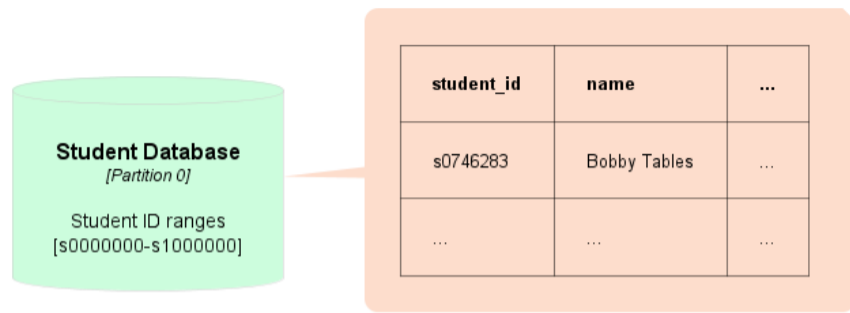 Student Database
[Partition 0]
Student ID ranges
[s0000000-s1000000]
student_id name ...
s0746283 Bobby Tables ...
... ... ...